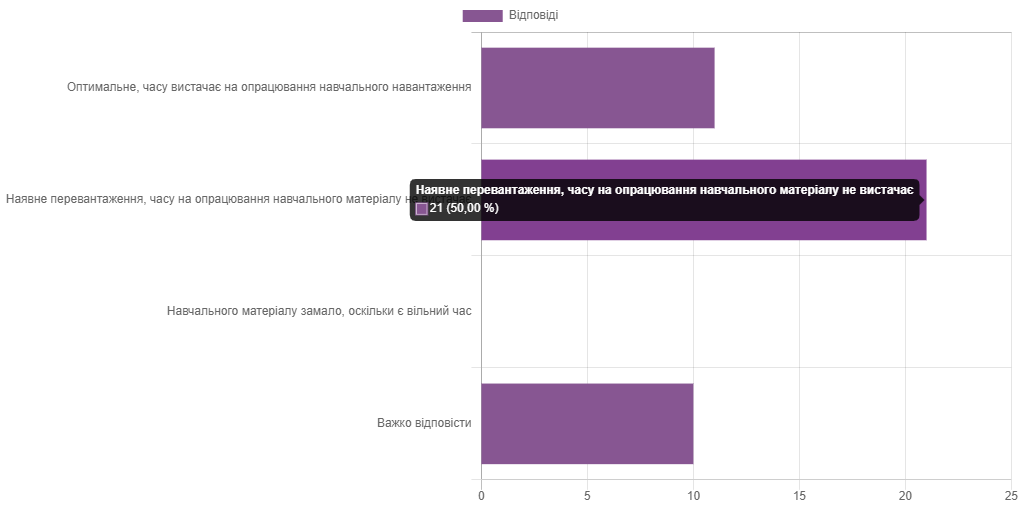 Відповіді
Оптимальне, часу вистачає на опрацювання навчального навантаження
Наявне перевантаження, часу на опрацювання навчального матеріалу не вистачає
Наявне перевантаження, часу на опрацювання навчального матеріалу не вистачає
21 (50,00 %)
Навчального матеріалу замало, оскільки є вільний час
Важко відповісти
0 5 10 15 20 25